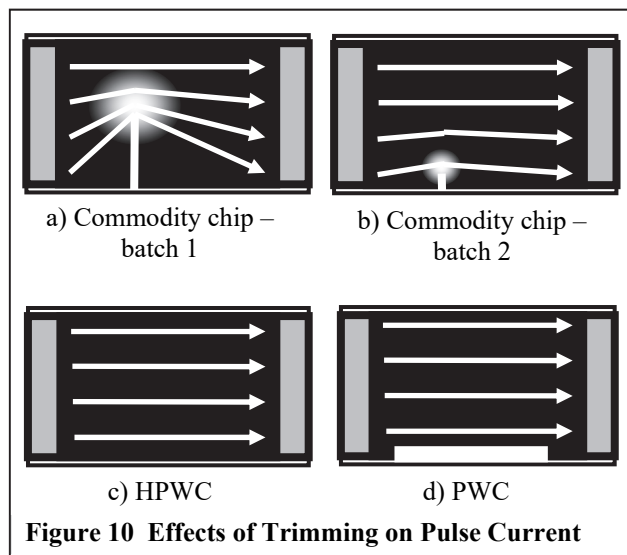 a) Commodity chip –
batch 1
b) Commodity chip –
batch 2
c) HPWC
d) PWC
Figure 10 Effects of Trimming on Pulse Current